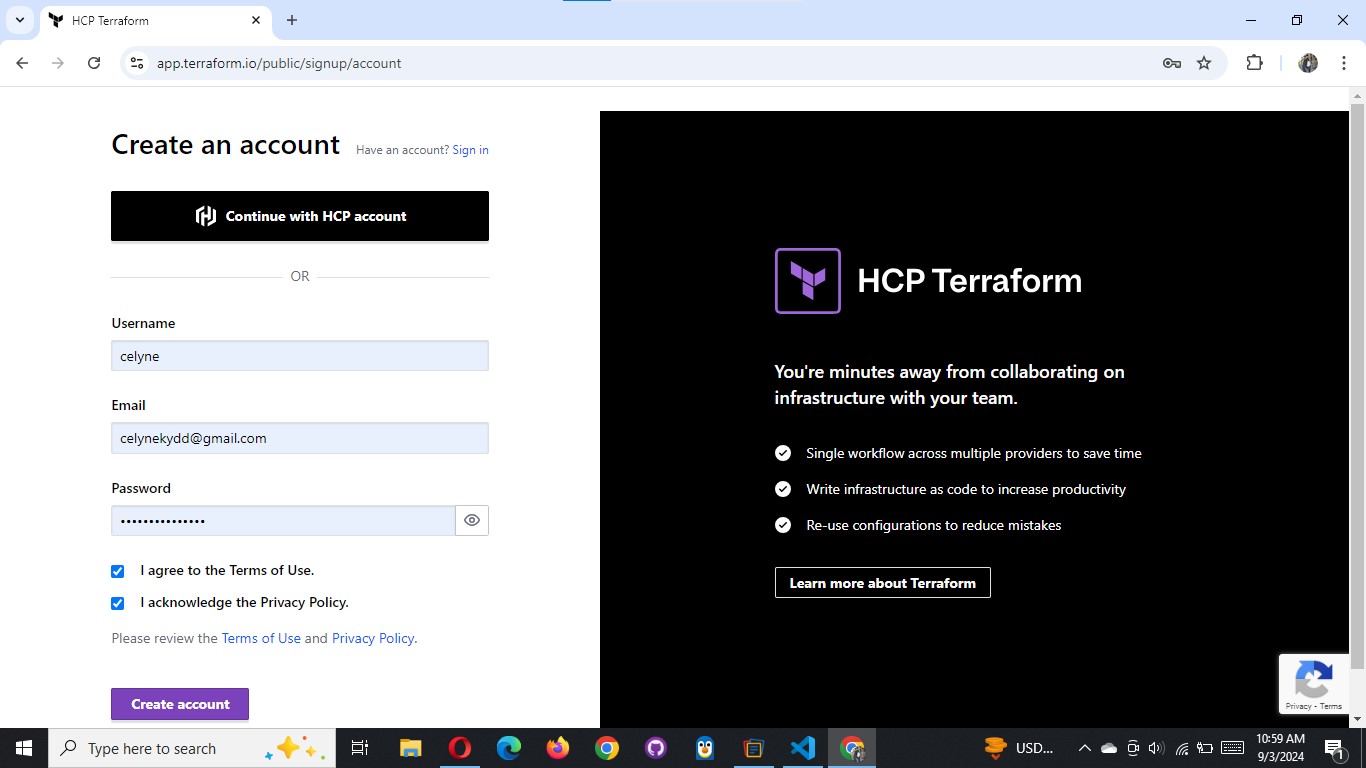 HCP Terraform
app.terraform.io/public/signup/account
Create an account
Have an account? Sign in
Continue with HCP account
OR
Username
celyne
Email
celynekydd@gmail.com
Password
•••••••••••••••
I agree to the Terms of Use.
I acknowledge the Privacy Policy.
Please review the Terms of Use and Privacy Policy.
Create account
HCP Terraform
You're minutes away from collaborating on
infrastructure with your team.
Single workflow across multiple providers to save time
Write infrastructure as code to increase productivity
Re-use configurations to reduce mistakes
Learn more about Terraform
Privacy - Terms
Type here to search
USD...
10:59 AM
9/3/2024
1